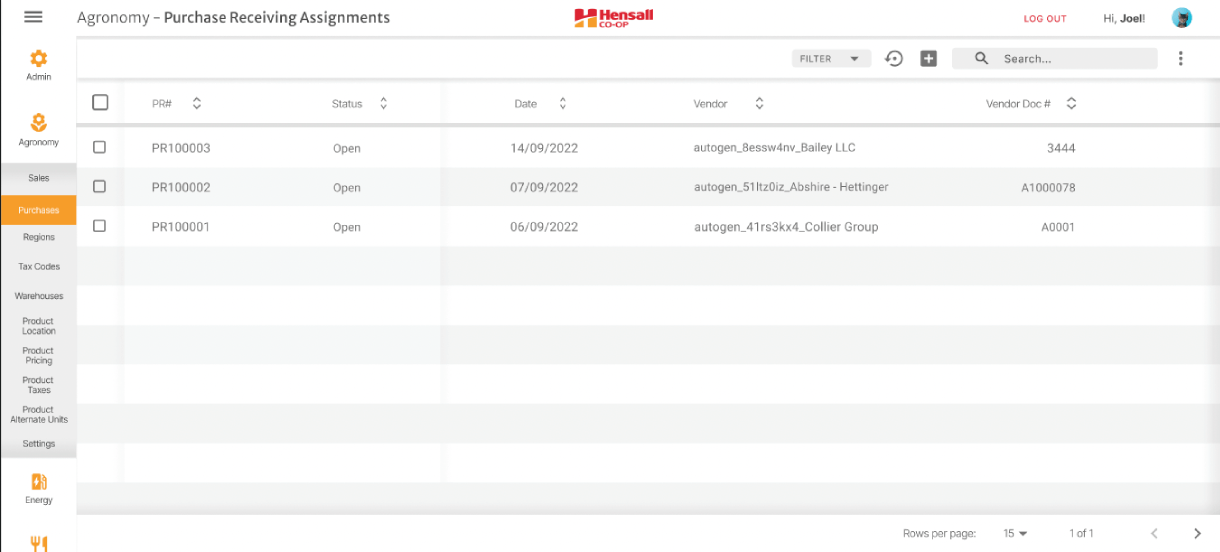 Agronomy – Purchase Receiving Assignments
Hensall
CO-OP
LOG OUT
Hi, Joel!
Admin
Agronomy
Sales
Purchases
Regions
Tax Codes
Warehouses
Product
Location
Product
Pricing
Product
Taxes
Product
Alternate Units
Settings
Energy
FILTER
Search...
PR# Status Date Vendor Vendor Doc #
PR100003 Open 14/09/2022 autogen_8essw4nv_Bailey LLC 3444
PR100002 Open 07/09/2022 autogen_51ltz0iz_Abshire - Hettinger A1000078
PR100001 Open 06/09/2022 autogen_41rs3kx4_Collier Group A0001
Rows per page: 15 1 of 1